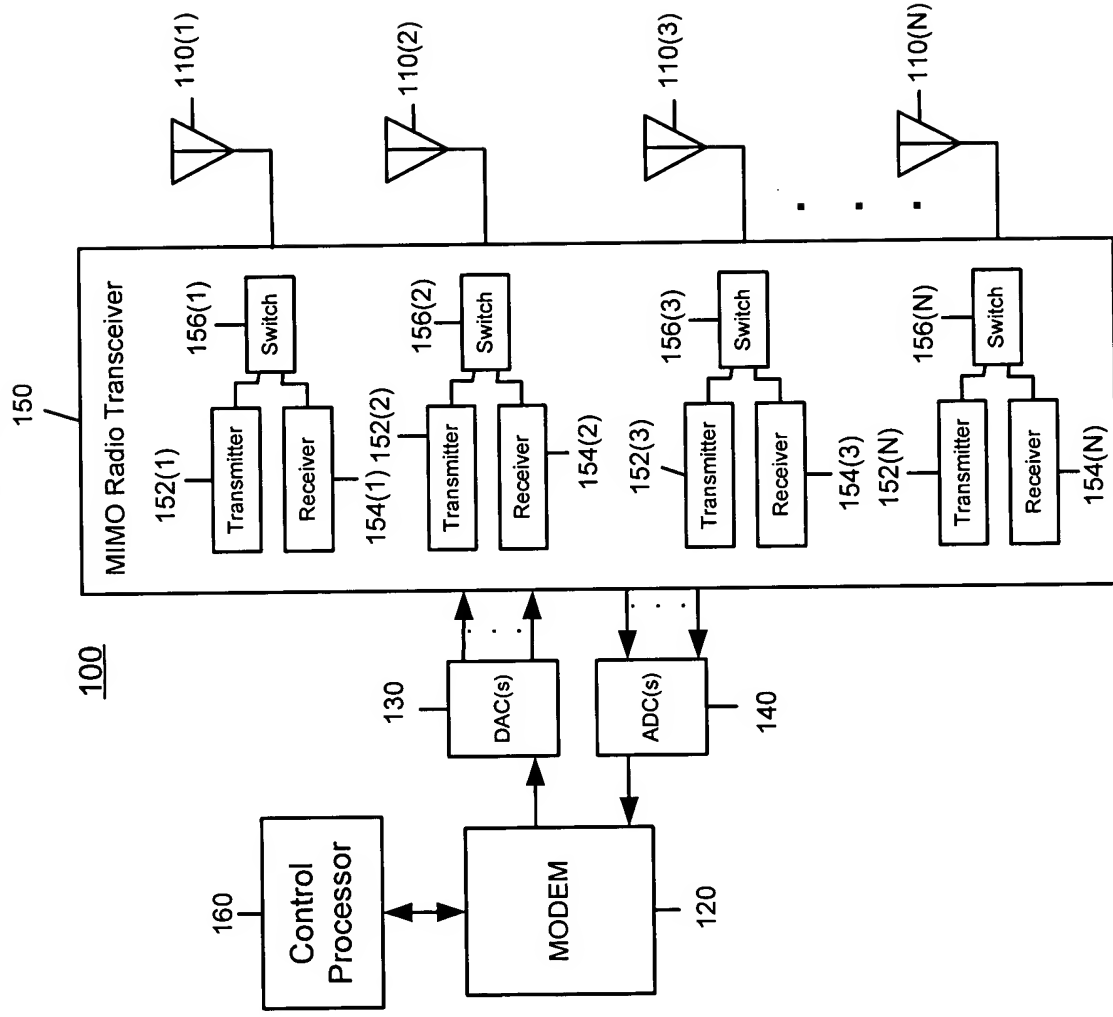 100
160
Control
Processor
MODEM
120
130
DAC(s)
ADC(s)
140
. . .
. . .
150
MIMO Radio Transceiver
152(1)
Transmitter
Receiver
154(1)
156(1)
Switch
110(1)
152(2)
Transmitter
Receiver
154(2)
156(2)
Switch
110(2)
152(3)
Transmitter
Receiver
154(3)
156(3)
Switch
110(3)
. . .
152(N)
Transmitter
Receiver
154(N)
156(N)
Switch
110(N)